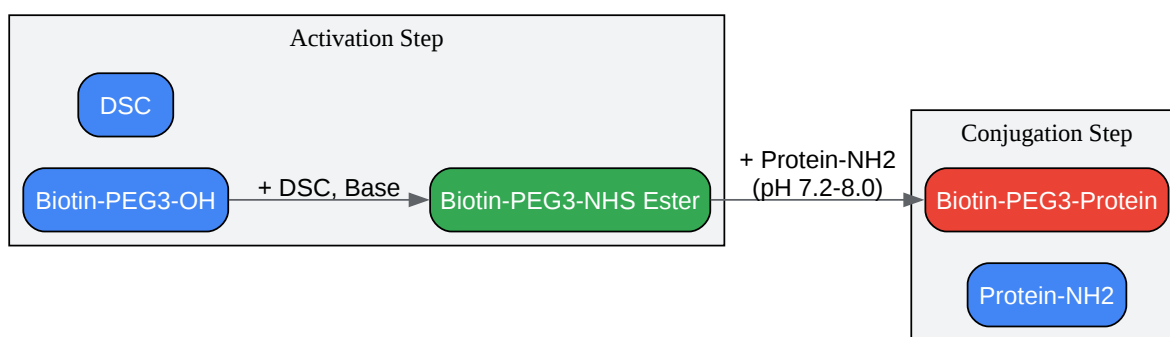 Activation Step
DSC
Biotin-PEG3-OH
+ DSC, Base
Biotin-PEG3-NHS Ester
+ Protein-NH2
(pH 7.2-8.0)
Conjugation Step
Biotin-PEG3-Protein
Protein-NH2